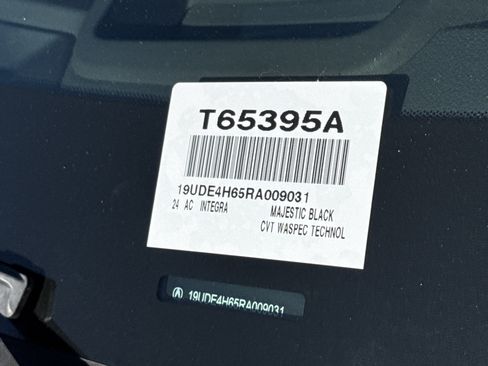 T65395A
19UDE4H65RA009031
24 AC INTEGRA MAJESTIC BLACK
CVT WASPEC TECHNOL
19UDE4H65RA009031